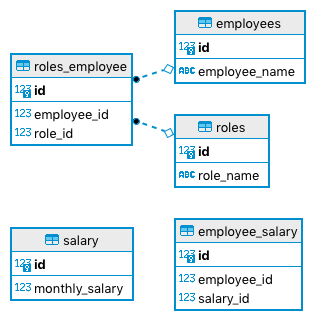 employees
123 id
ABC employee_name
roles_employee
123 id
123 employee_id
123 role_id
roles
123 id
ABC role_name
salary
123 id
123 monthly_salary
employee_salary
123 id
123 employee_id
123 salary_id